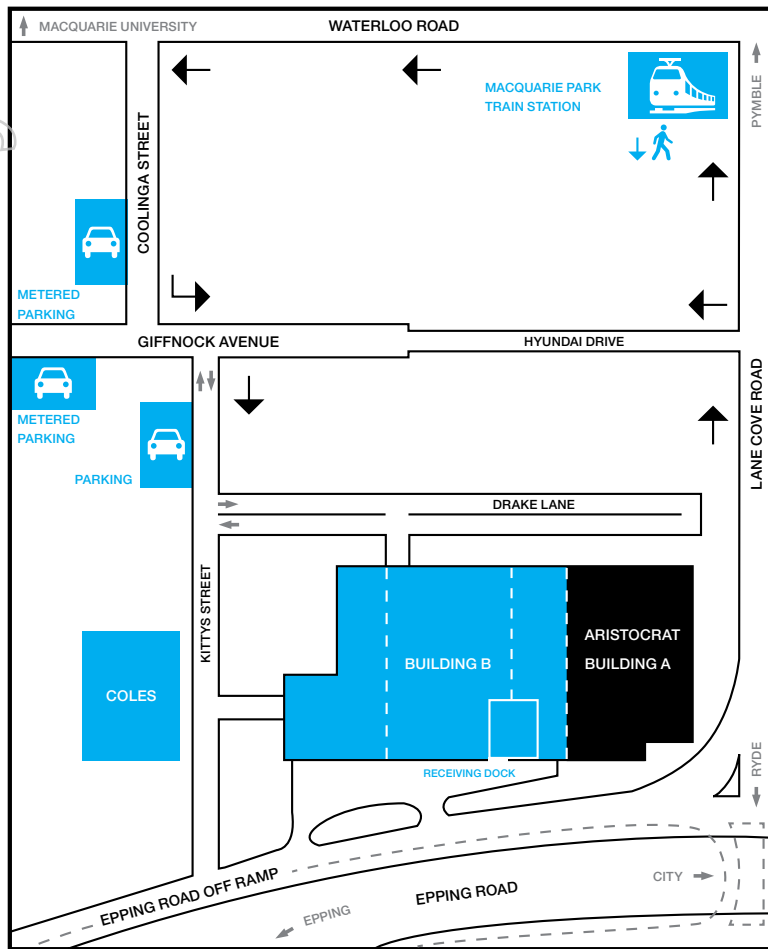 MACQUARIE UNIVERSITY
WATERLOO ROAD
MACQUARIE PARK
TRAIN STATION
PYMBLE
COOLINGA STREET
METERED
PARKING
GIFFNOCK AVENUE
HYUNDAI DRIVE
LANE COVE ROAD
METERED
PARKING
PARKING
DRAKE LANE
KITTYS STREET
ARISTOCRAT
BUILDING A
BUILDING B
COLES
RECEIVING DOCK
RYDE
EPPING ROAD OFF RAMP
CITY
EPPING ROAD
EPPING